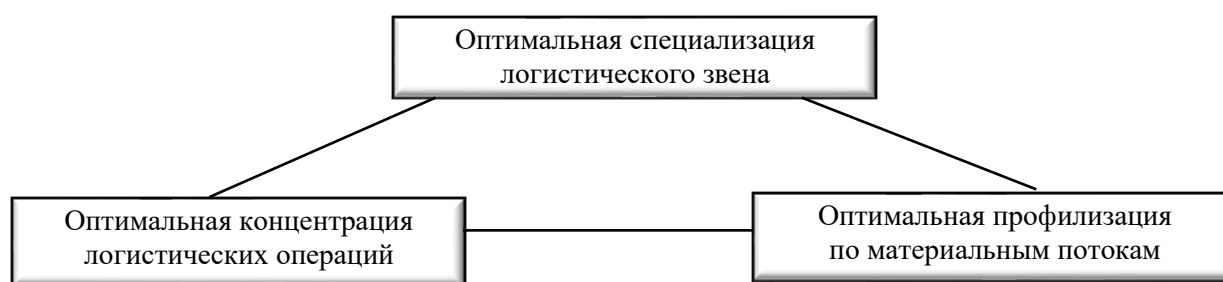 Оптимальная специализация
логистического звена
Оптимальная концентрация
логистических операций
Оптимальная профилизация
по материальным потокам